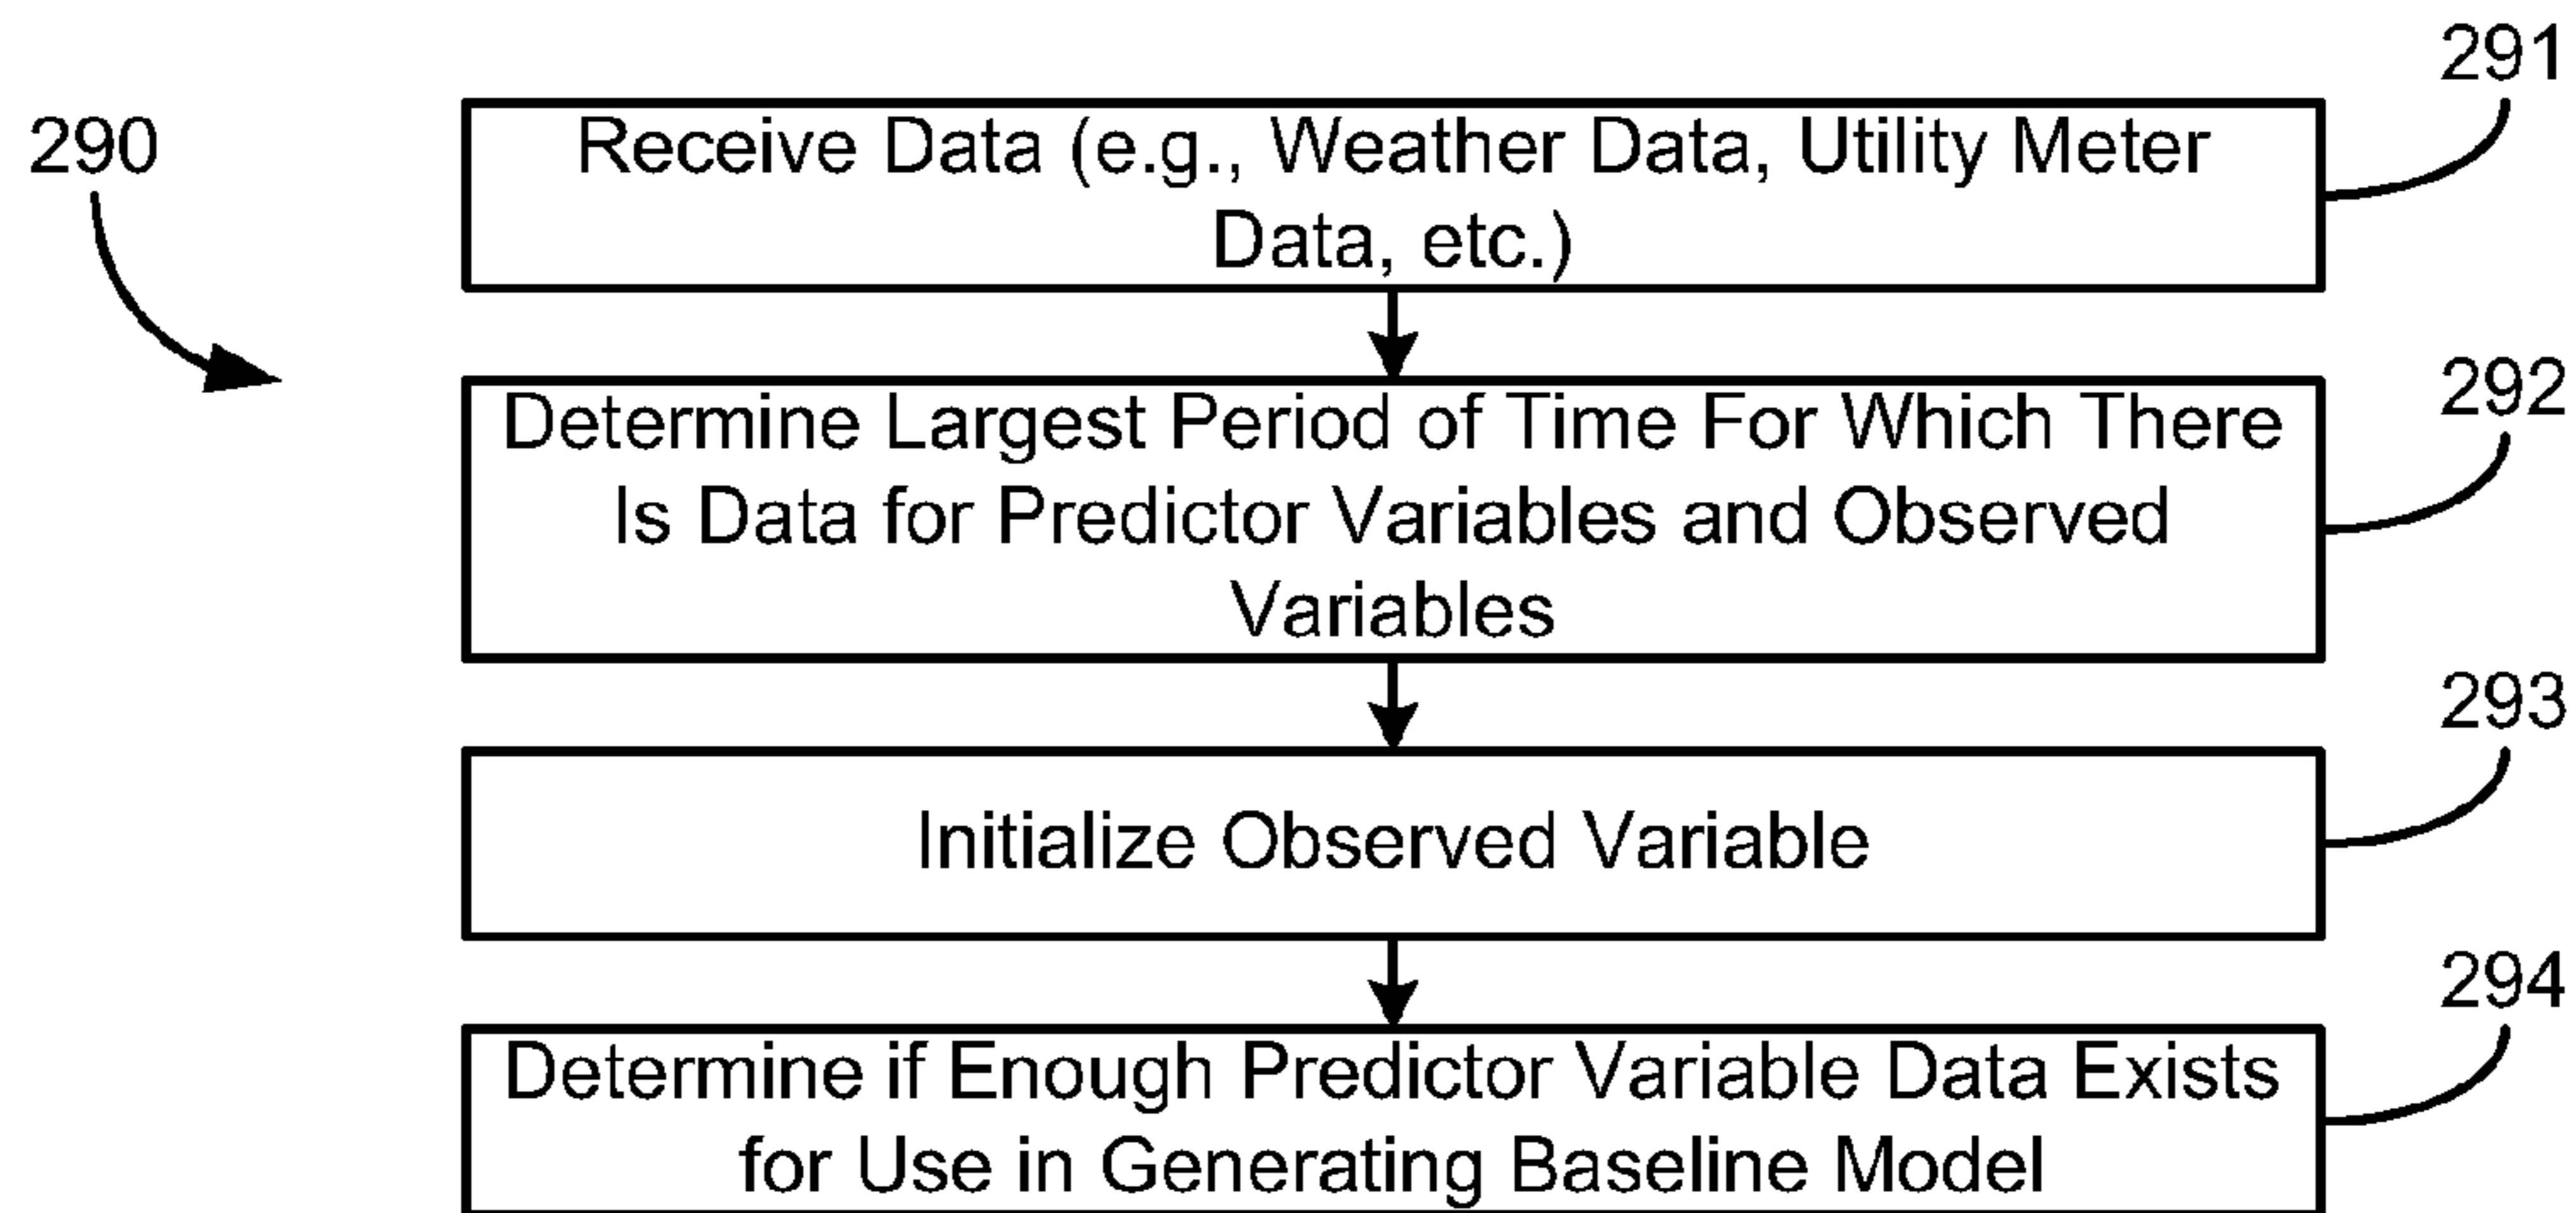 291
290
Receive Data (e.g., Weather Data, Utility Meter
Data, etc.)
292
Determine Largest Period of Time For Which There
Is Data for Predictor Variables and Observed
Variables
293
Initialize Observed Variable
294
Determine if Enough Predictor Variable Data Exists
for Use in Generating Baseline Model